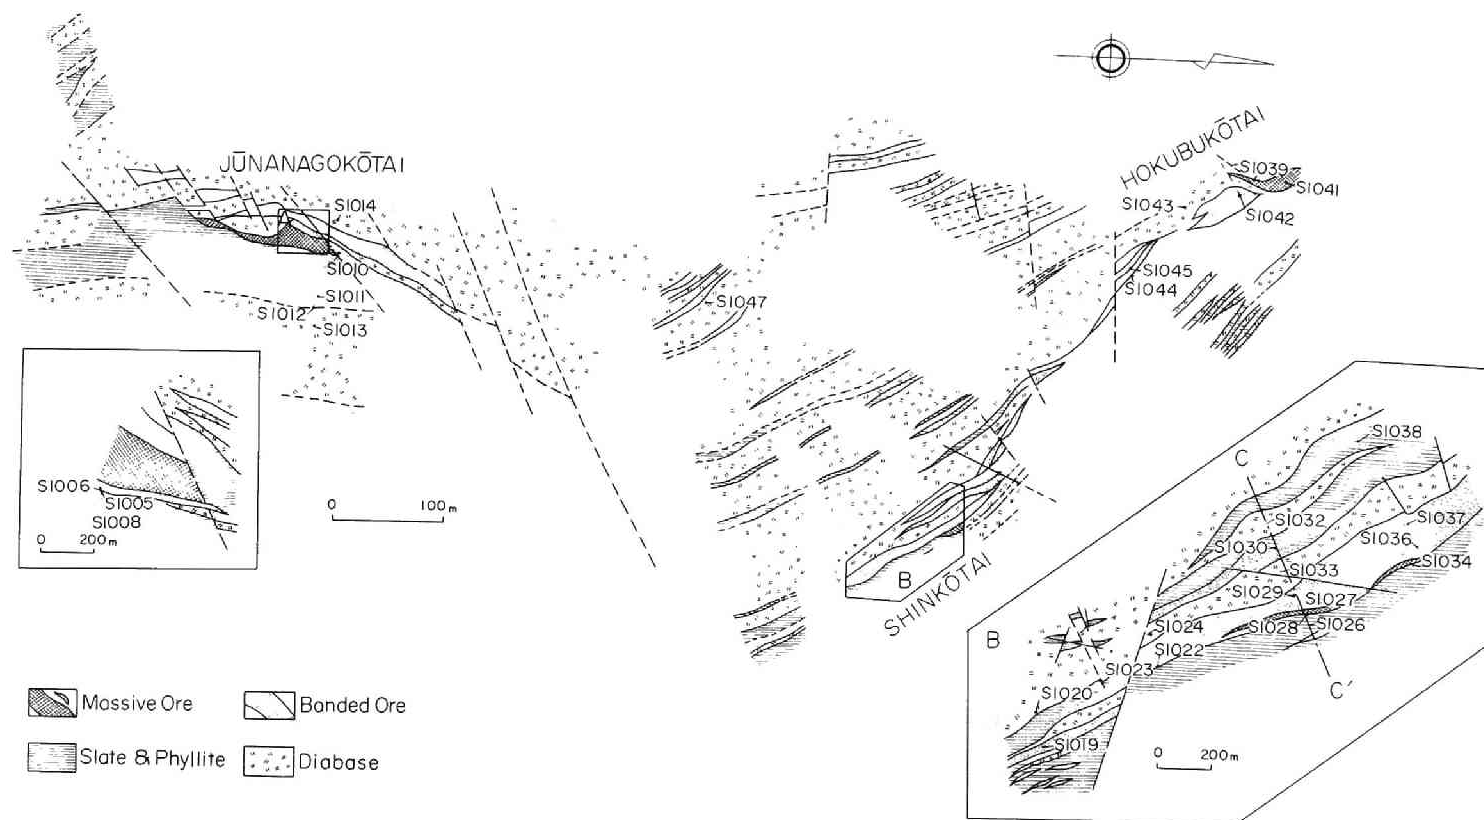 JŪNANAGOKŌTAI
HOKUBUKŌTAI
SHINKŌTAI
S1014
S1010
S1011
S1012
S1013
S1047
S1039
S1041
S1043
S1042
S1045
S1044
B
0 100m
S1006
S1005
S1008
0 200m
B
C
S1038
S1032
S1037
S1030
S1036
S1033
S1034
S1029
S1027
S1024
S1028
S1026
S1022
S1023
C′
S1020
S1019
0 200m
Massive Ore
Banded Ore
Slate & Phyllite
Diabase